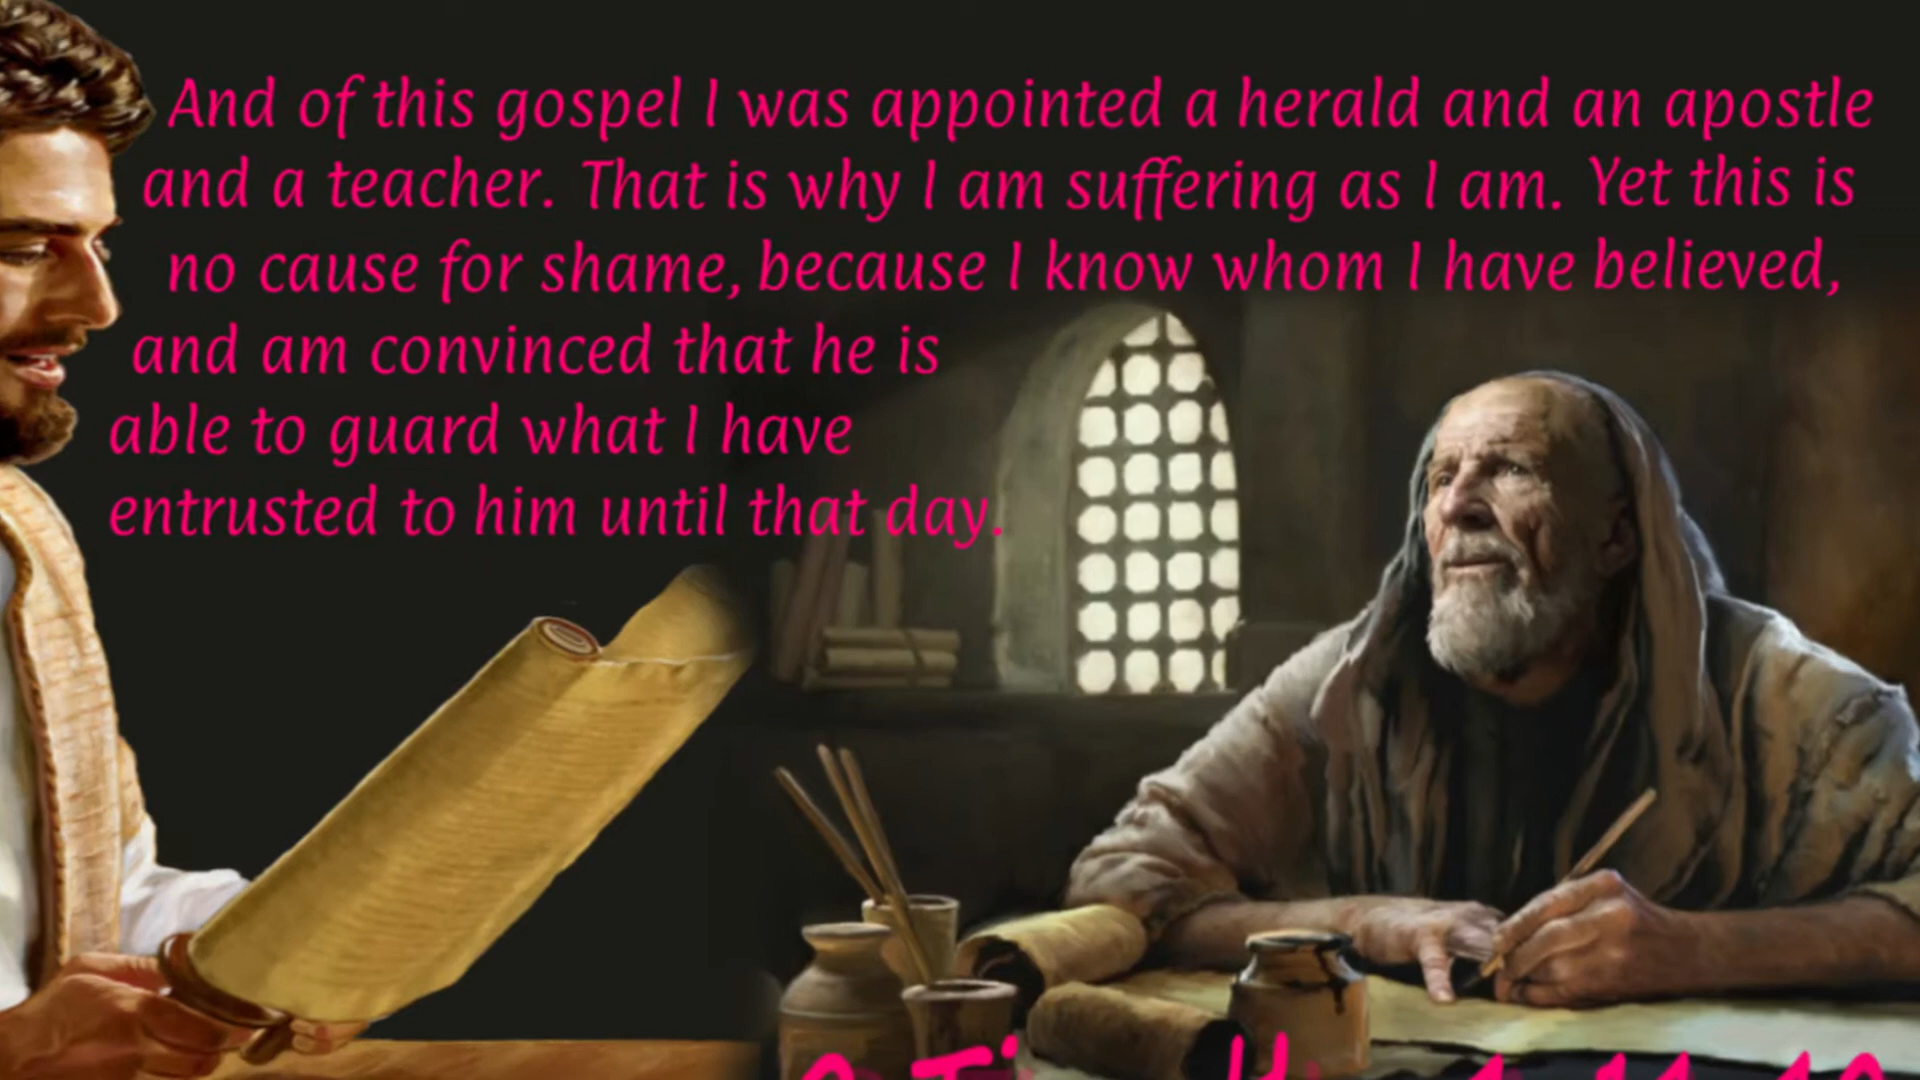 And of this gospel I was appointed a herald and an apostle
and a teacher. That is why I am suffering as I am. Yet this is
no cause for shame, because I know whom I have believed,
and am convinced that he is
able to guard what I have
entrusted to him until that day.